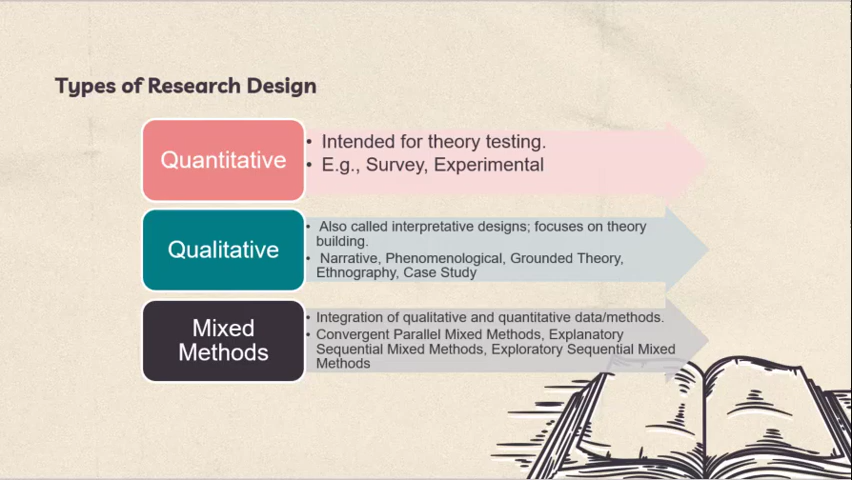 Types of Research Design
Quantitative
• Intended for theory testing.
• E.g., Survey, Experimental
Qualitative
• Also called interpretative designs; focuses on theory
building.
• Narrative, Phenomenological, Grounded Theory,
Ethnography, Case Study
Mixed
Methods
• Integration of qualitative and quantitative data/methods.
• Convergent Parallel Mixed Methods, Explanatory
Sequential Mixed Methods, Exploratory Sequential Mixed
Methods